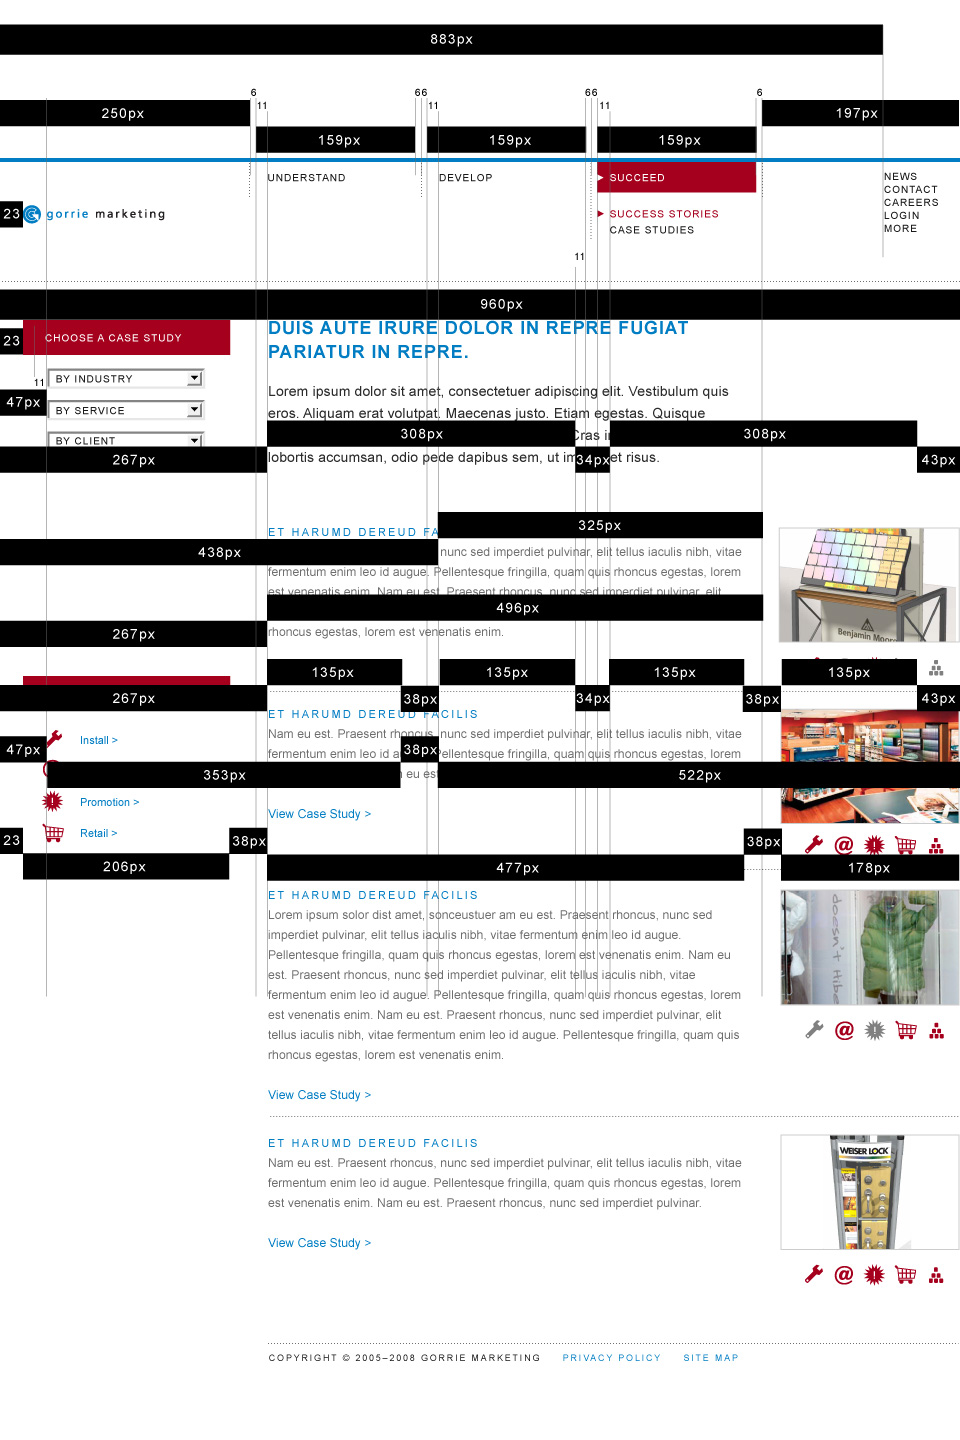 883px
6 66 66 6
250px 11 11 11 197px
159px 159px 159px
UNDERSTAND DEVELOP SUCCEED NEWS
CONTACT
CAREERS
LOGIN
MORE
23 gorrie marketing
SUCCESS STORIES
CASE STUDIES
11
960px
23 CHOOSE A CASE STUDY
DUIS AUTE IRURE DOLOR IN REPRE FUGIAT
PARIATUR IN REPRE.
11
BY INDUSTRY
47px
BY SERVICE
BY CLIENT
Lorem ipsum dolor sit amet, consectetuer adipiscing elit. Vestibulum quis
eros. Aliquam erat volutpat. Maecenas justo. Etiam egestas. Quisque
308px Cras 308px
267px 34px 43px
lobortis accumsan, odio pede dapibus sem, ut et risus.
325px
ET HARUMD DEREUD
438px
nunc sed imperdiet pulvinar, elit tellus iaculis nibh, vitae
fermentum enim leo id augue. Pellentesque fringilla, quam quis rhoncus egestas, lorem
est venenatis enim. Nam eu est. Praesent rhoncus, nunc sed imperdiet pulvinar, elit
496px
267px
rhoncus egestas, lorem est venenatis enim.
Benjamin
135px 135px 135px 135px
267px 38px 34px 38px 43px
ET HARUMD DEREUD FACILIS
Nam eu est. Praesent rhoncus, nunc sed imperdiet pulvinar, elit tellus iaculis nibh, vitae
fermentum enim leo id Pellentesque fringilla, quam quis rhoncus egestas, lorem
47px Install > 38px
353px eu est 522px
Promotion >
View Case Study >
Retail >
23 38px 38px
206px 477px 178px
ET HARUMD DEREUD FACILIS
Lorem ipsum solor dist amet, sonceustuer am eu est. Praesent rhoncus, nunc sed
imperdiet pulvinar, elit tellus iaculis nibh, vitae fermentum enim leo id augue.
Pellentesque fringilla, quam quis rhoncus egestas, lorem est venenatis enim. Nam eu
est. Praesent rhoncus, nunc sed imperdiet pulvinar, elit tellus iaculis nibh, vitae
fermentum enim leo id augue. Pellentesque fringilla, quam quis rhoncus egestas, lorem
est venenatis enim. Nam eu est. Praesent rhoncus, nunc sed imperdiet pulvinar, elit
tellus iaculis nibh, vitae fermentum enim leo id augue. Pellentesque fringilla, quam quis
rhoncus egestas, lorem est venenatis enim.
doesn't
View Case Study >
ET HARUMD DEREUD FACILIS
Nam eu est. Praesent rhoncus, nunc sed imperdiet pulvinar, elit tellus iaculis nibh, vitae
fermentum enim leo id augue. Pellentesque fringilla, quam quis rhoncus egestas, lorem
est venenatis enim. Nam eu est. Praesent rhoncus, nunc sed imperdiet pulvinar.
WEISER LOCK
View Case Study >
COPYRIGHT © 2005–2008 GORRIE MARKETING PRIVACY POLICY SITE MAP